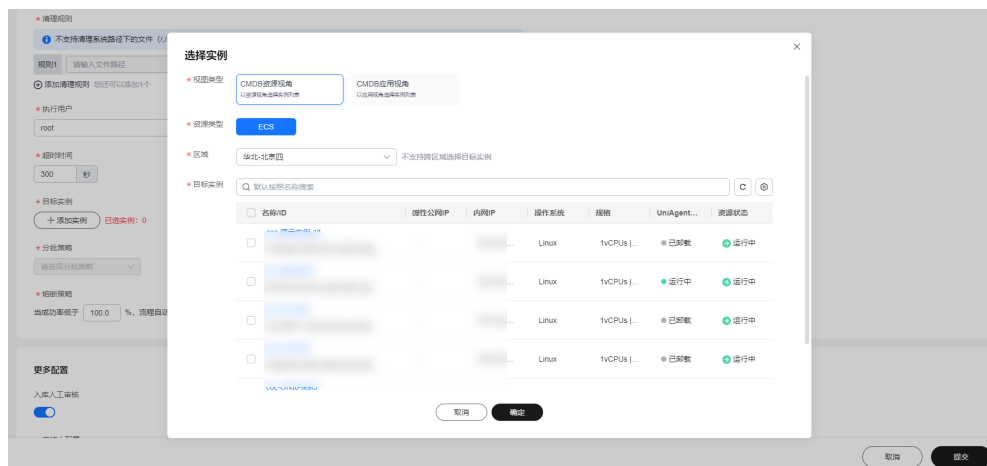 * 清理规则
不支持清理系统路径下的文件
规则1 请输入文件路径
添加清理规则 您还可以添加1个
* 执行用户
root
* 超时时间
300 秒
* 目标实例
添加实例 已选实例：0
* 分批策略
请选择分批策略
* 熔断策略
当成功率低于 100.0 %，流程自动
更多配置
入库人工审核
取消 提交
选择实例
* 视图类型
CMDB资源视角
以资源视角选择实例列表
CMDB应用视角
以应用视角选择实例列表
* 资源类型 ECS
* 区域 华北-北京四 不支持跨区域选择目标实例
* 目标实例 默认按照名称搜索
名称/ID 弹性公网IP 内网IP 操作系统 规格 UniAgent... 资源状态
... Linux 1vCPUs |... 已卸载 运行中
... Linux 1vCPUs |... 运行中 运行中
... Linux 1vCPUs |... 已卸载 运行中
... Linux 1vCPUs |... 已卸载 运行中
取消 确定